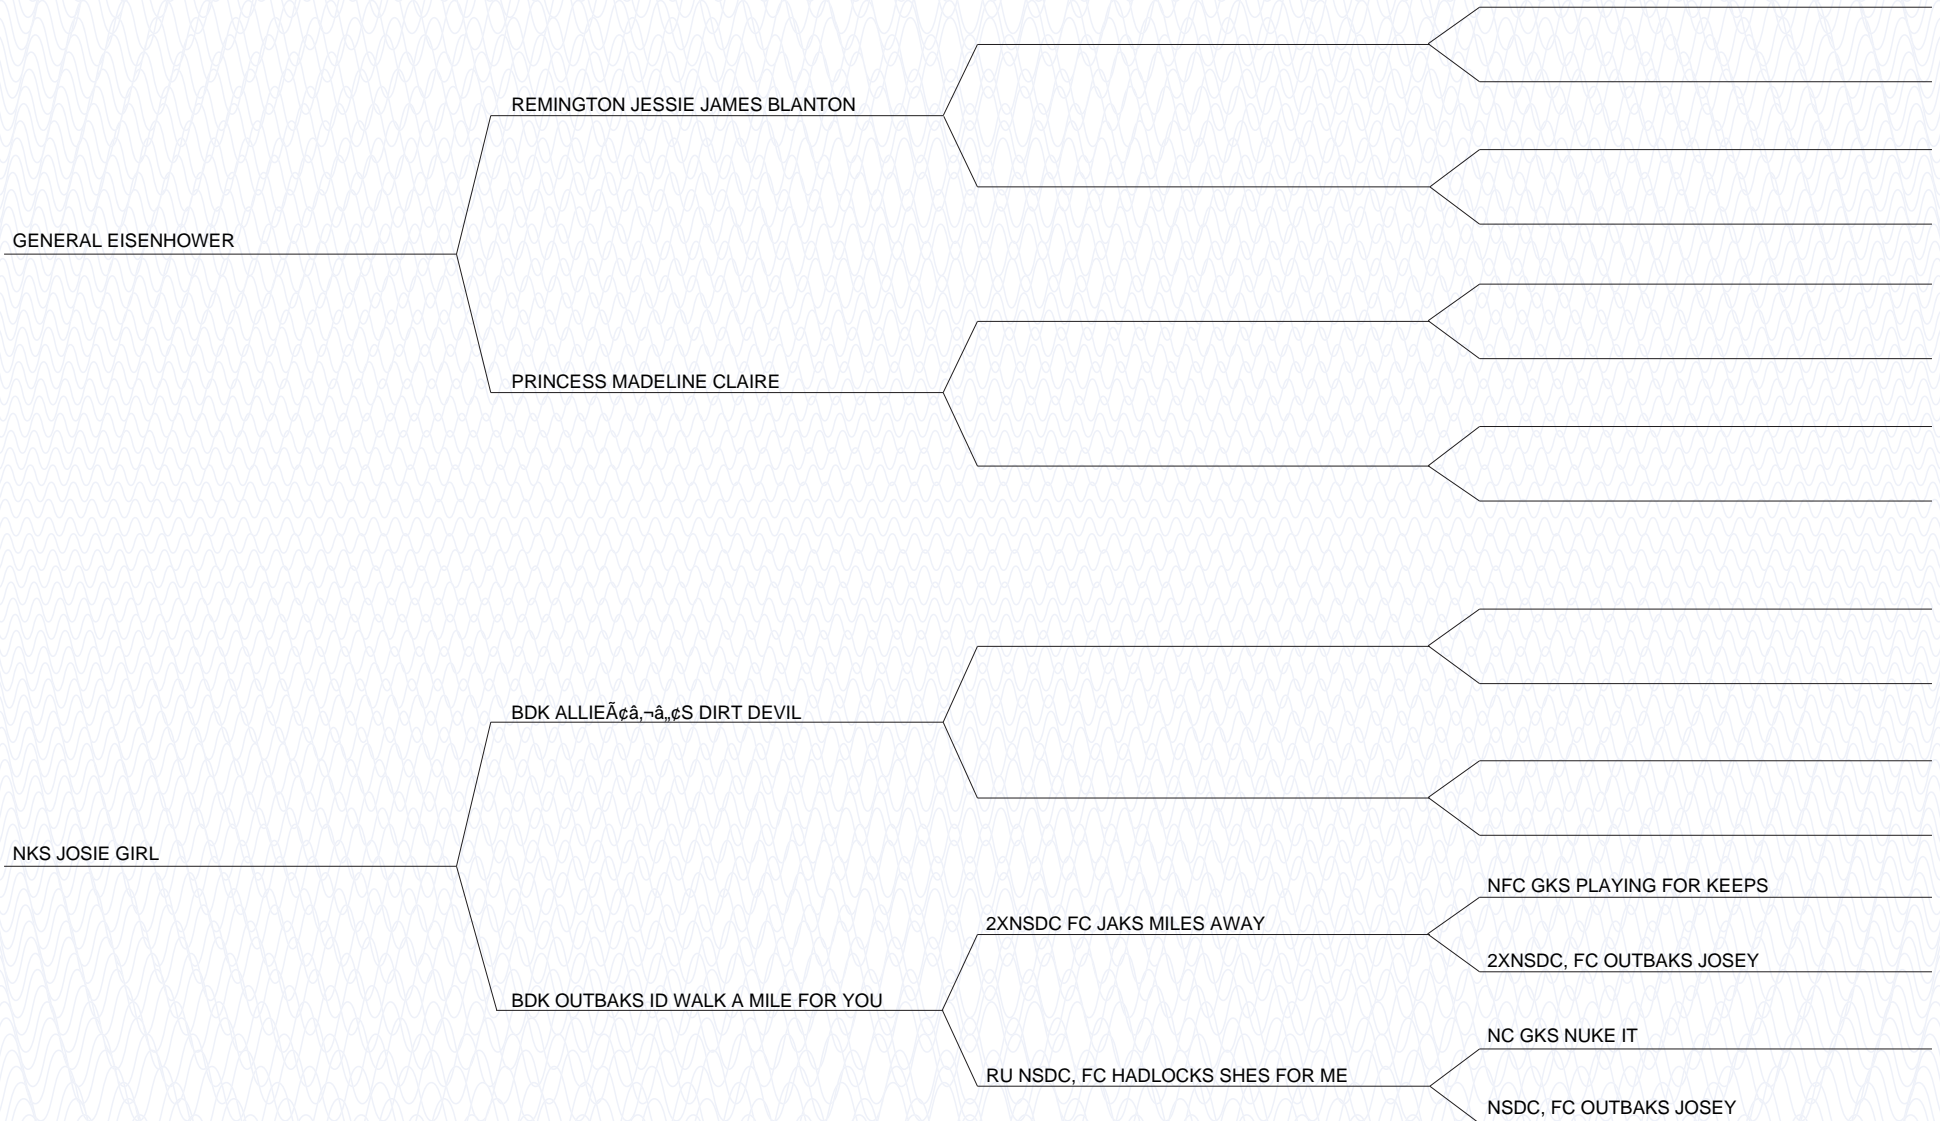 REMINGTON JESSIE JAMES BLANTON
GENERAL EISENHOWER
PRINCESS MADELINE CLAIRE
BDK ALLIEÃ¢â‚¬â„¢S DIRT DEVIL
NKS JOSIE GIRL
NFC GKS PLAYING FOR KEEPS
2XNSDC FC JAKS MILES AWAY
2XNSDC, FC OUTBAKS JOSEY
BDK OUTBAKS ID WALK A MILE FOR YOU
NC GKS NUKE IT
RU NSDC, FC HADLOCKS SHES FOR ME
NSDC, FC OUTBAKS JOSEY